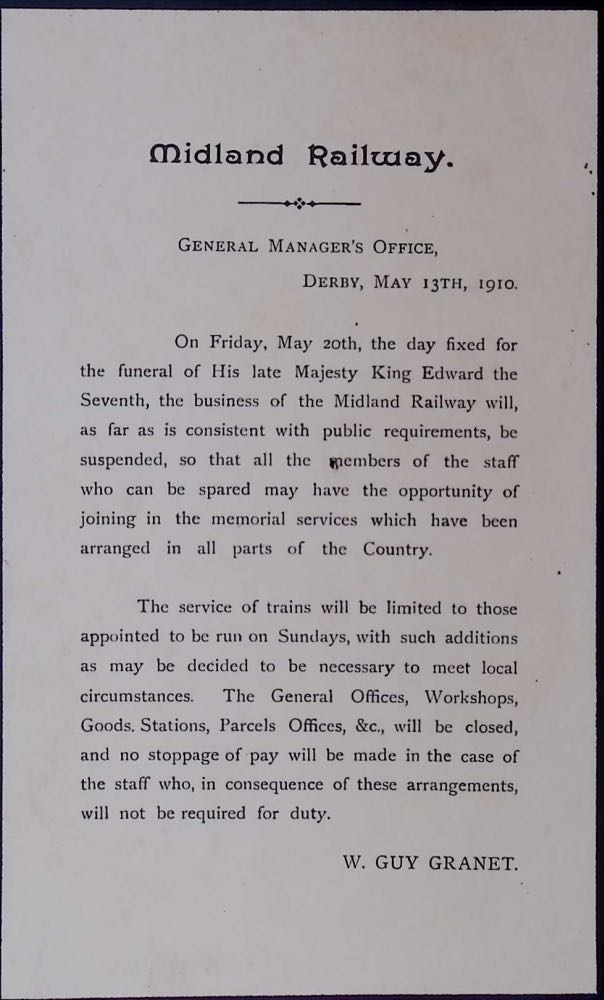 Midland Railway.
General Manager's Office,
Derby, May 13th, 1910.
On Friday, May 20th, the day fixed for
the funeral of His late Majesty King Edward the
Seventh, the business of the Midland Railway will,
as far as is consistent with public requirements, be
suspended, so that all the members of the staff
who can be spared may have the opportunity of
joining in the memorial services which have been
arranged in all parts of the Country.
The service of trains will be limited to those
appointed to be run on Sundays, with such additions
as may be decided to be necessary to meet local
circumstances. The General Offices, Workshops,
Goods. Stations, Parcels Offices, &c., will be closed,
and no stoppage of pay will be made in the case of
the staff who, in consequence of these arrangements,
will not be required for duty.
W. GUY GRANET.